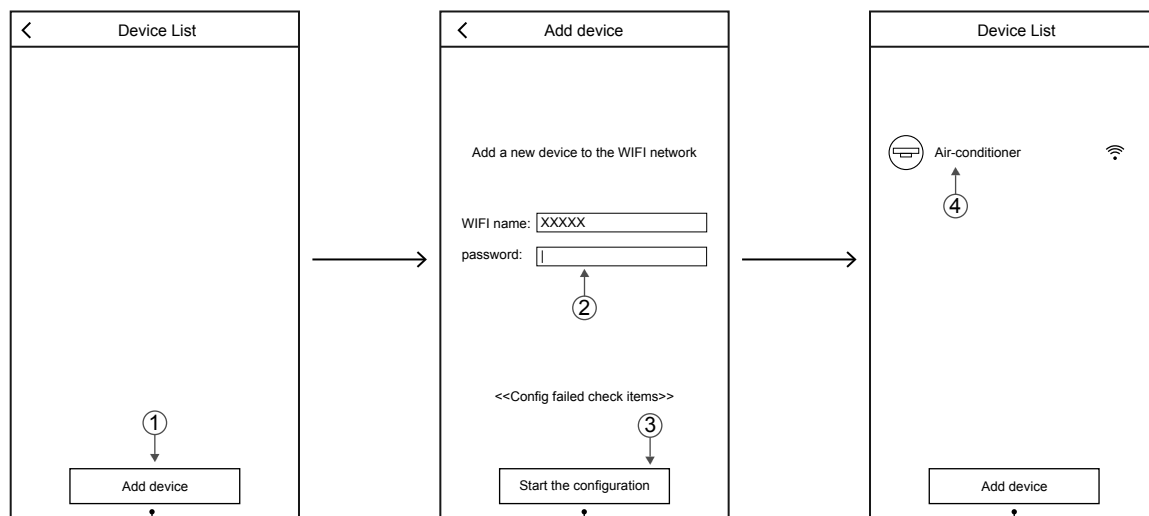 Device List
①
Add device
Add device
Add a new device to the WIFI network
WIFI name: XXXXX
password:
②
<<Config failed check items>>
③
Start the configuration
Device List
Air-conditioner
④
Add device